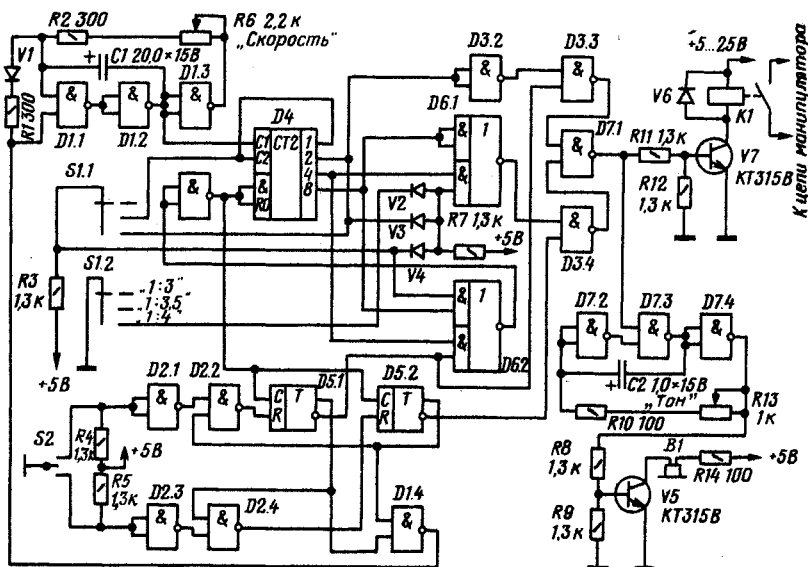 R2 300
R6 2,2 к
„Скорость"
V1
C1 20,0×15В
D1.3
R1 300
&
&
&
D1.1
D1.2
D4
C1
C2
CT2
1
2
4
8
&
R0
&
S1.1
S1.2
„1:3"
„1:3,5"
„1:4"
R3
1,3 к
+5В
D3.2
&
D3.3
&
D6.1
&
1
&
D7.1
&
V2
V3
V4
R7 1,3 к
+5В
D3.4
&
&
1
&
D6.2
+5...25В
V6
K1
R11 1,3 к
R12
1,3 к
V7
КТ315В
К цепи манипулятора
D7.2
&
D7.3
&
D7.4
&
+
C2 1,0×15В
„Тон"
R10 100
R13
1к
D2.1
&
D2.2
&
D5.1
C
R
T
D5.2
C
R
T
S2
R4
1,3к
+5В
R5
1,3к
D2.3
&
D2.4
&
D1.4
&
R8
1,3 к
R9
1,3 к
B1
+5В
R14 100
V5
КТ315В